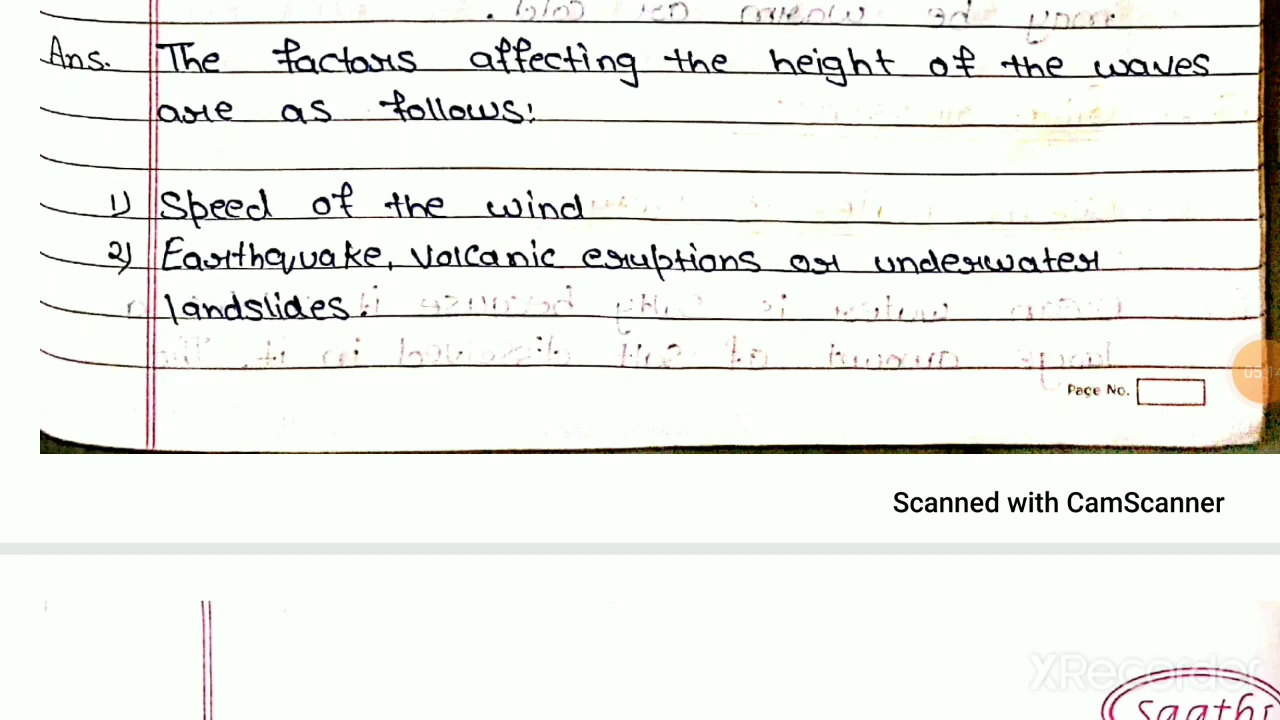 Ans. The factors affecting the height of the waves
are as follows:
1) Speed of the wind
2) Earthquake, volcanic eruptions or underwater
landslides.
Page No.
Scanned with CamScanner
XRecorder
Saathi